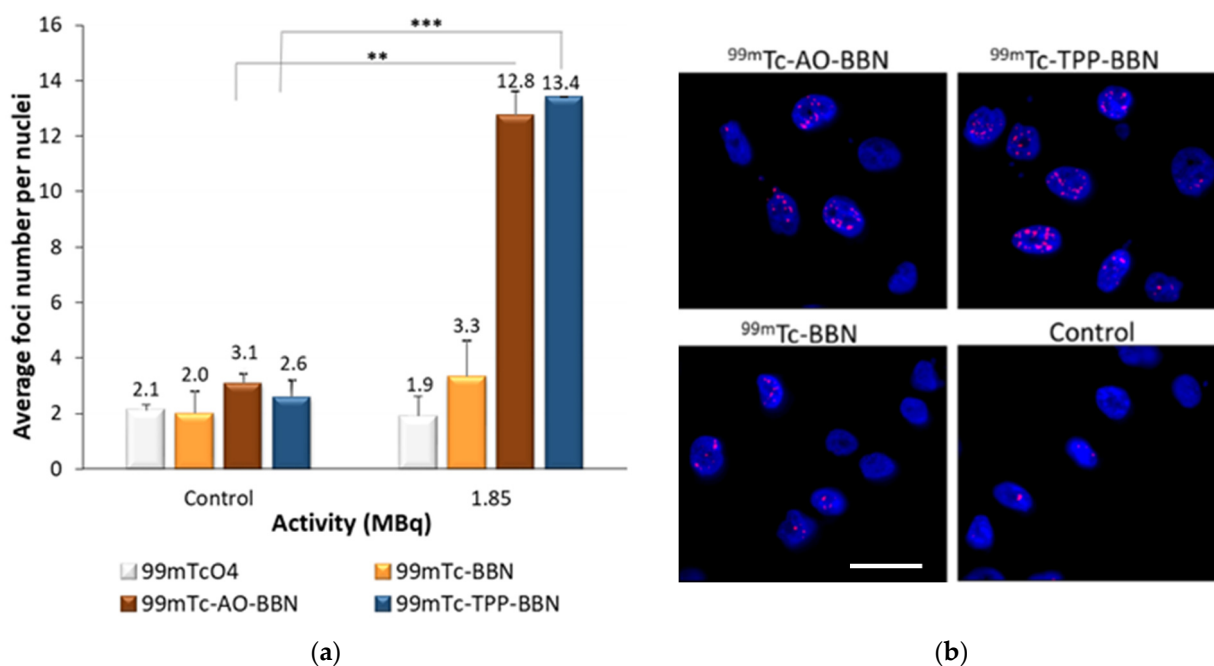 16
14
12
10
8
6
4
2
0
Average foci number per nuclei
***
**
2.1
2.0
3.1
2.6
1.9
3.3
12.8
13.4
Control
1.85
Activity (MBq)
99mTcO4
99mTc-BBN
99mTc-AO-BBN
99mTc-TPP-BBN
(a)
99mTc-AO-BBN
99mTc-TPP-BBN
99mTc-BBN
Control
(b)